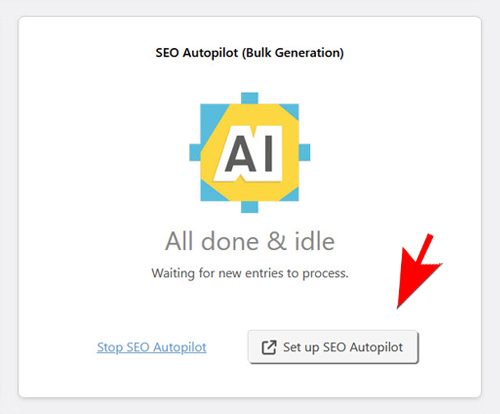 SEO Autopilot (Bulk Generation)
AI
All done & idle
Waiting for new entries to process.
Stop SEO Autopilot
Set up SEO Autopilot